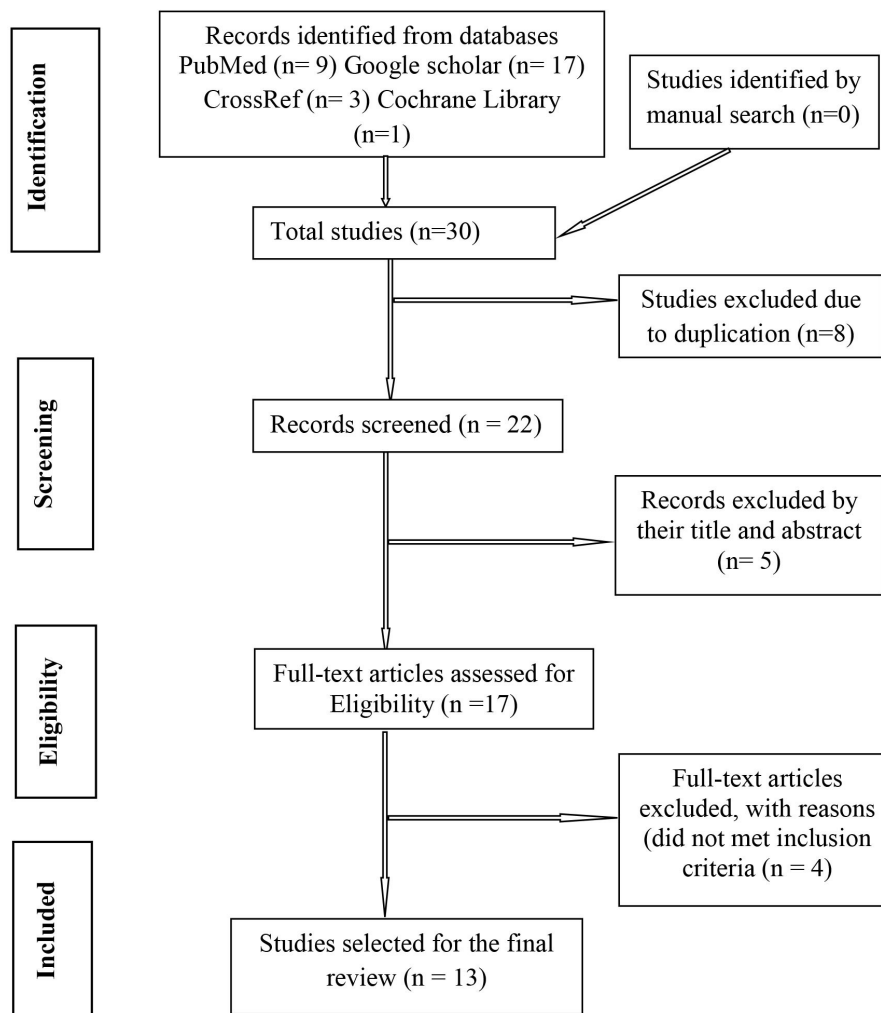 Identification
Records identified from databases
PubMed (n= 9) Google scholar (n= 17)
CrossRef (n= 3) Cochrane Library
(n=1)
Studies identified by
manual search (n=0)
Total studies (n=30)
Studies excluded due
to duplication (n=8)
Screening
Records screened (n = 22)
Records excluded by
their title and abstract
(n= 5)
Eligibility
Full-text articles assessed for
Eligibility (n =17)
Full-text articles
excluded, with reasons
(did not met inclusion
criteria (n = 4)
Included
Studies selected for the final
review (n = 13)